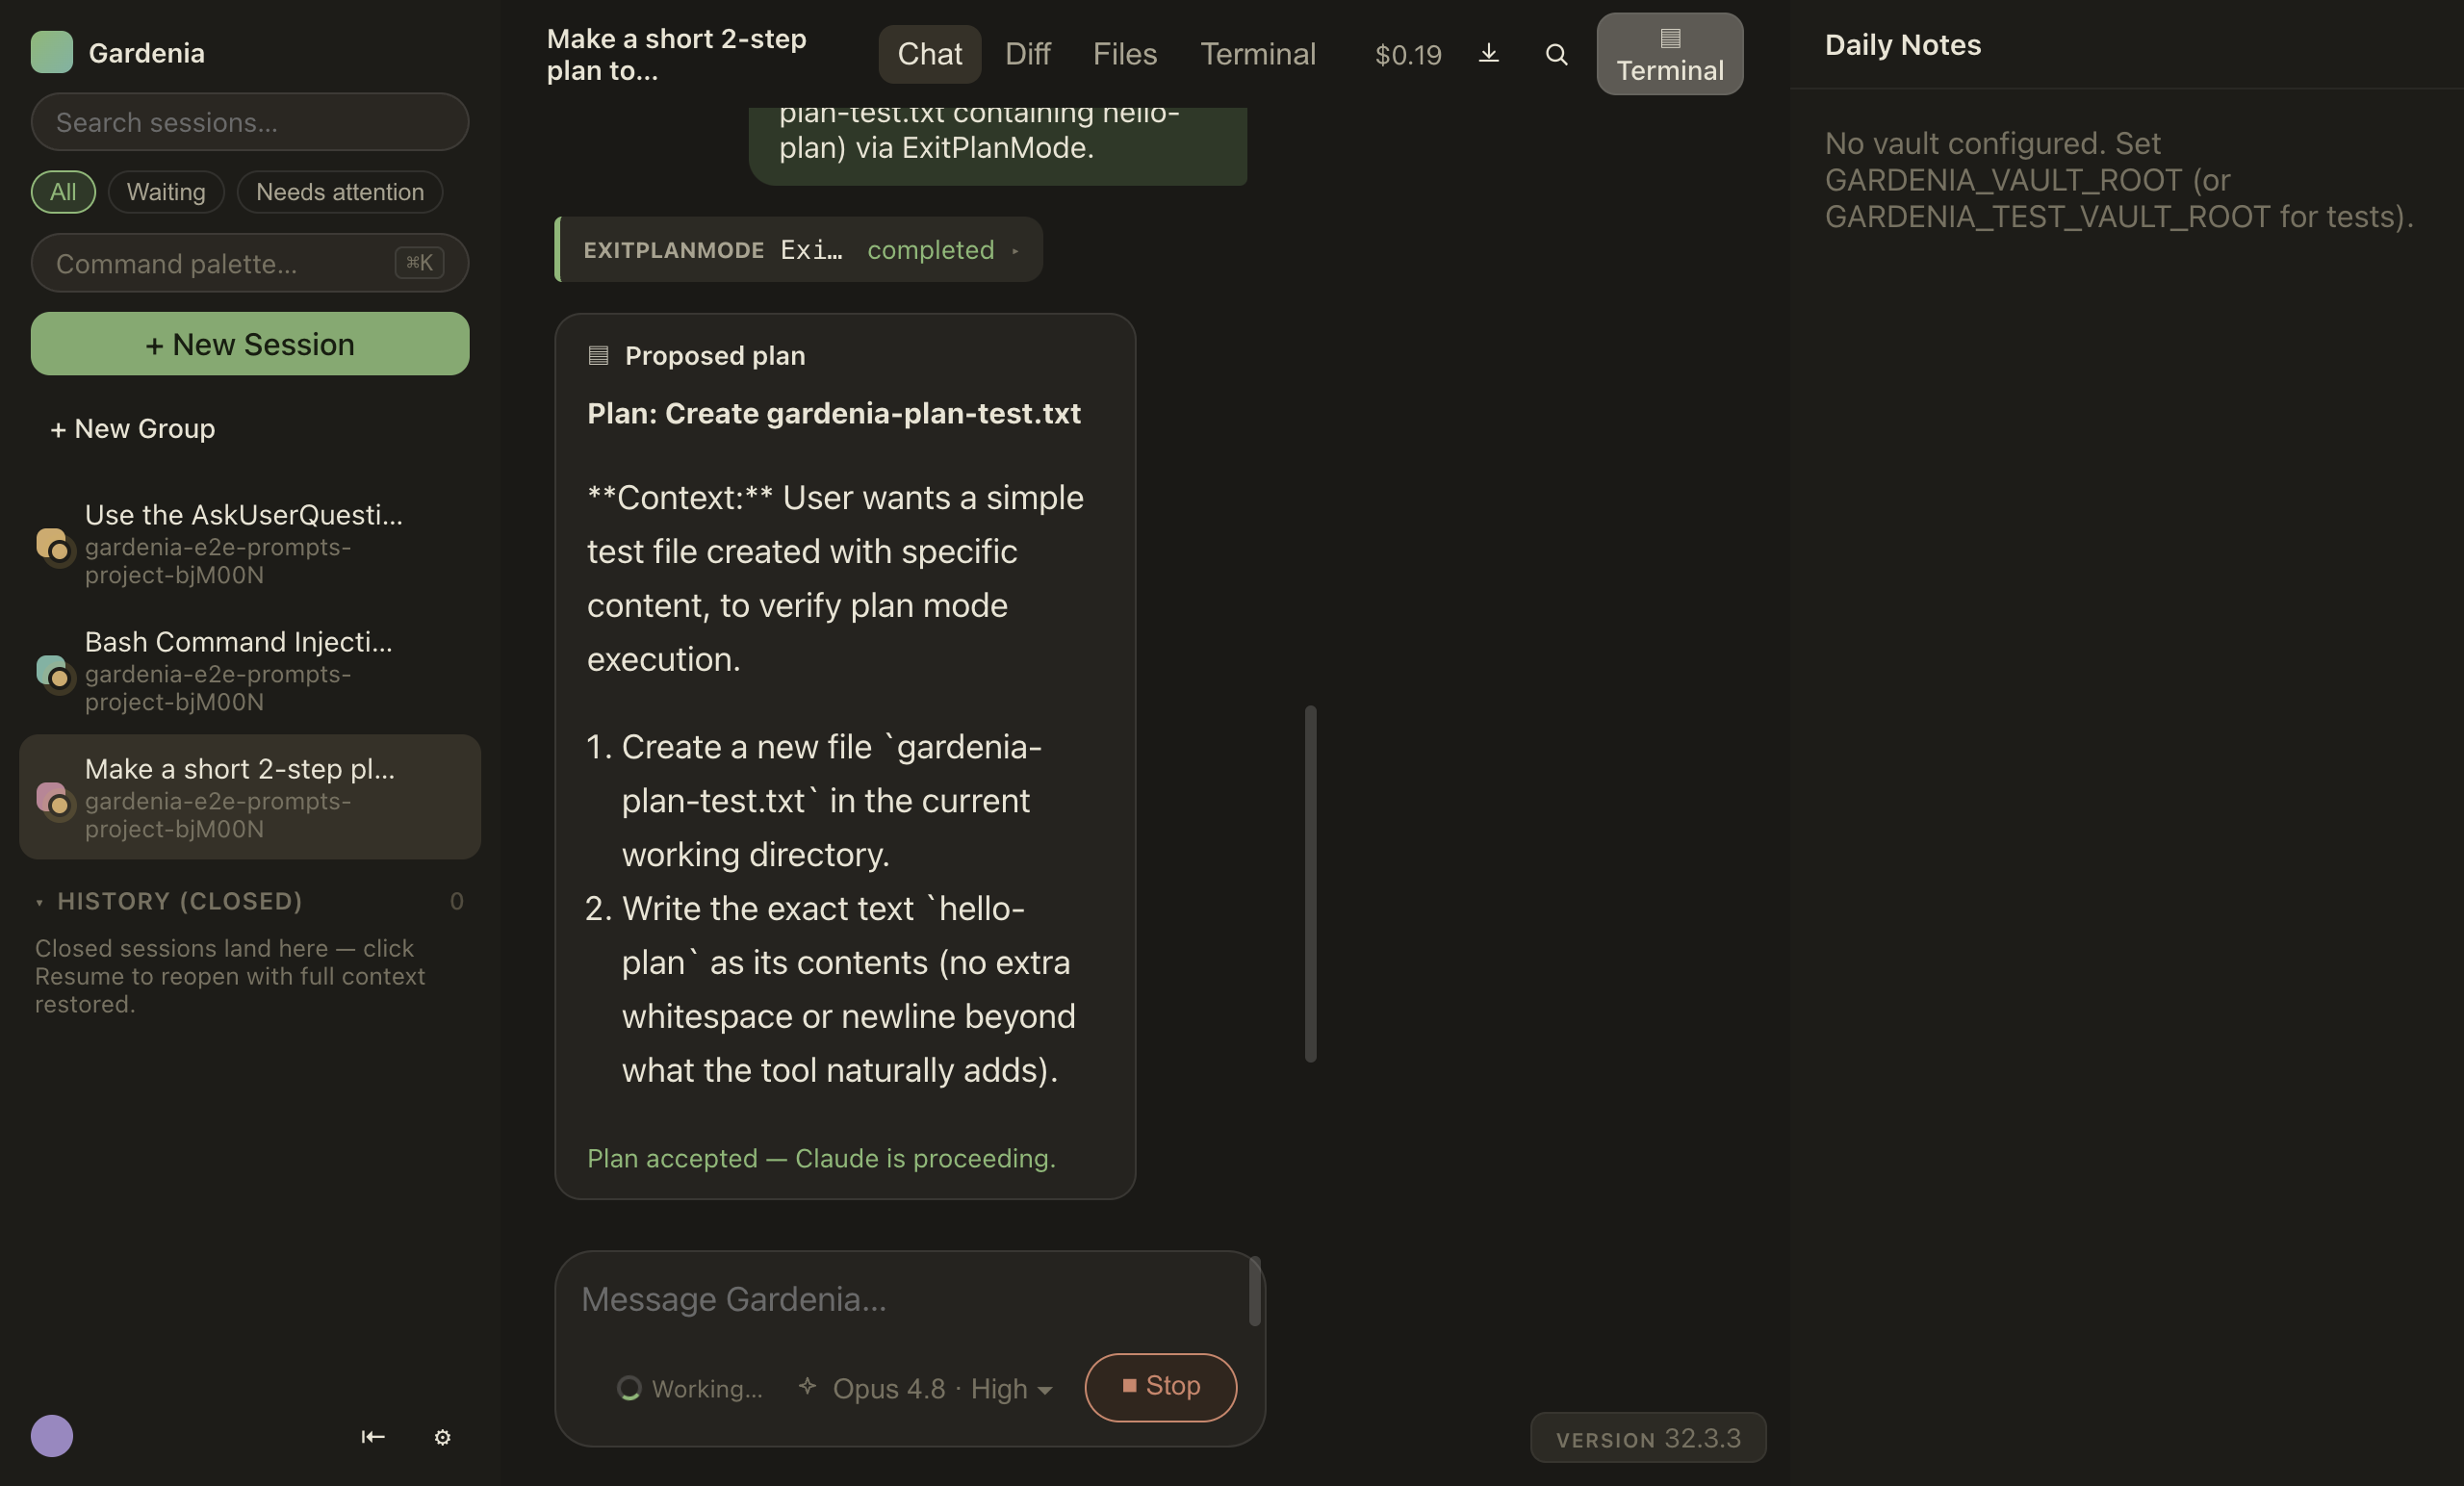 Gardenia
Search sessions...
All
Waiting
Needs attention
Command palette...
⌘K
+ New Session
+ New Group
Use the AskUserQuesti...
gardenia-e2e-prompts-
project-bjM00N
Bash Command Injecti...
gardenia-e2e-prompts-
project-bjM00N
Make a short 2-step pl...
gardenia-e2e-prompts-
project-bjM00N
HISTORY (CLOSED)
0
Closed sessions land here — click
Resume to reopen with full context
restored.
Make a short 2-step
plan to...
Chat
Diff
Files
Terminal
$0.19
Terminal
plan-test.txt containing hello-
plan) via ExitPlanMode.
EXITPLANMODE Exi... completed
Proposed plan
Plan: Create gardenia-plan-test.txt
**Context:** User wants a simple
test file created with specific
content, to verify plan mode
execution.
1. Create a new file `gardenia-
plan-test.txt` in the current
working directory.
2. Write the exact text `hello-
plan` as its contents (no extra
whitespace or newline beyond
what the tool naturally adds).
Plan accepted — Claude is proceeding.
Message Gardenia...
Working...
Opus 4.8 · High
Stop
VERSION 32.3.3
Daily Notes
No vault configured. Set
GARDENIA_VAULT_ROOT (or
GARDENIA_TEST_VAULT_ROOT for tests).